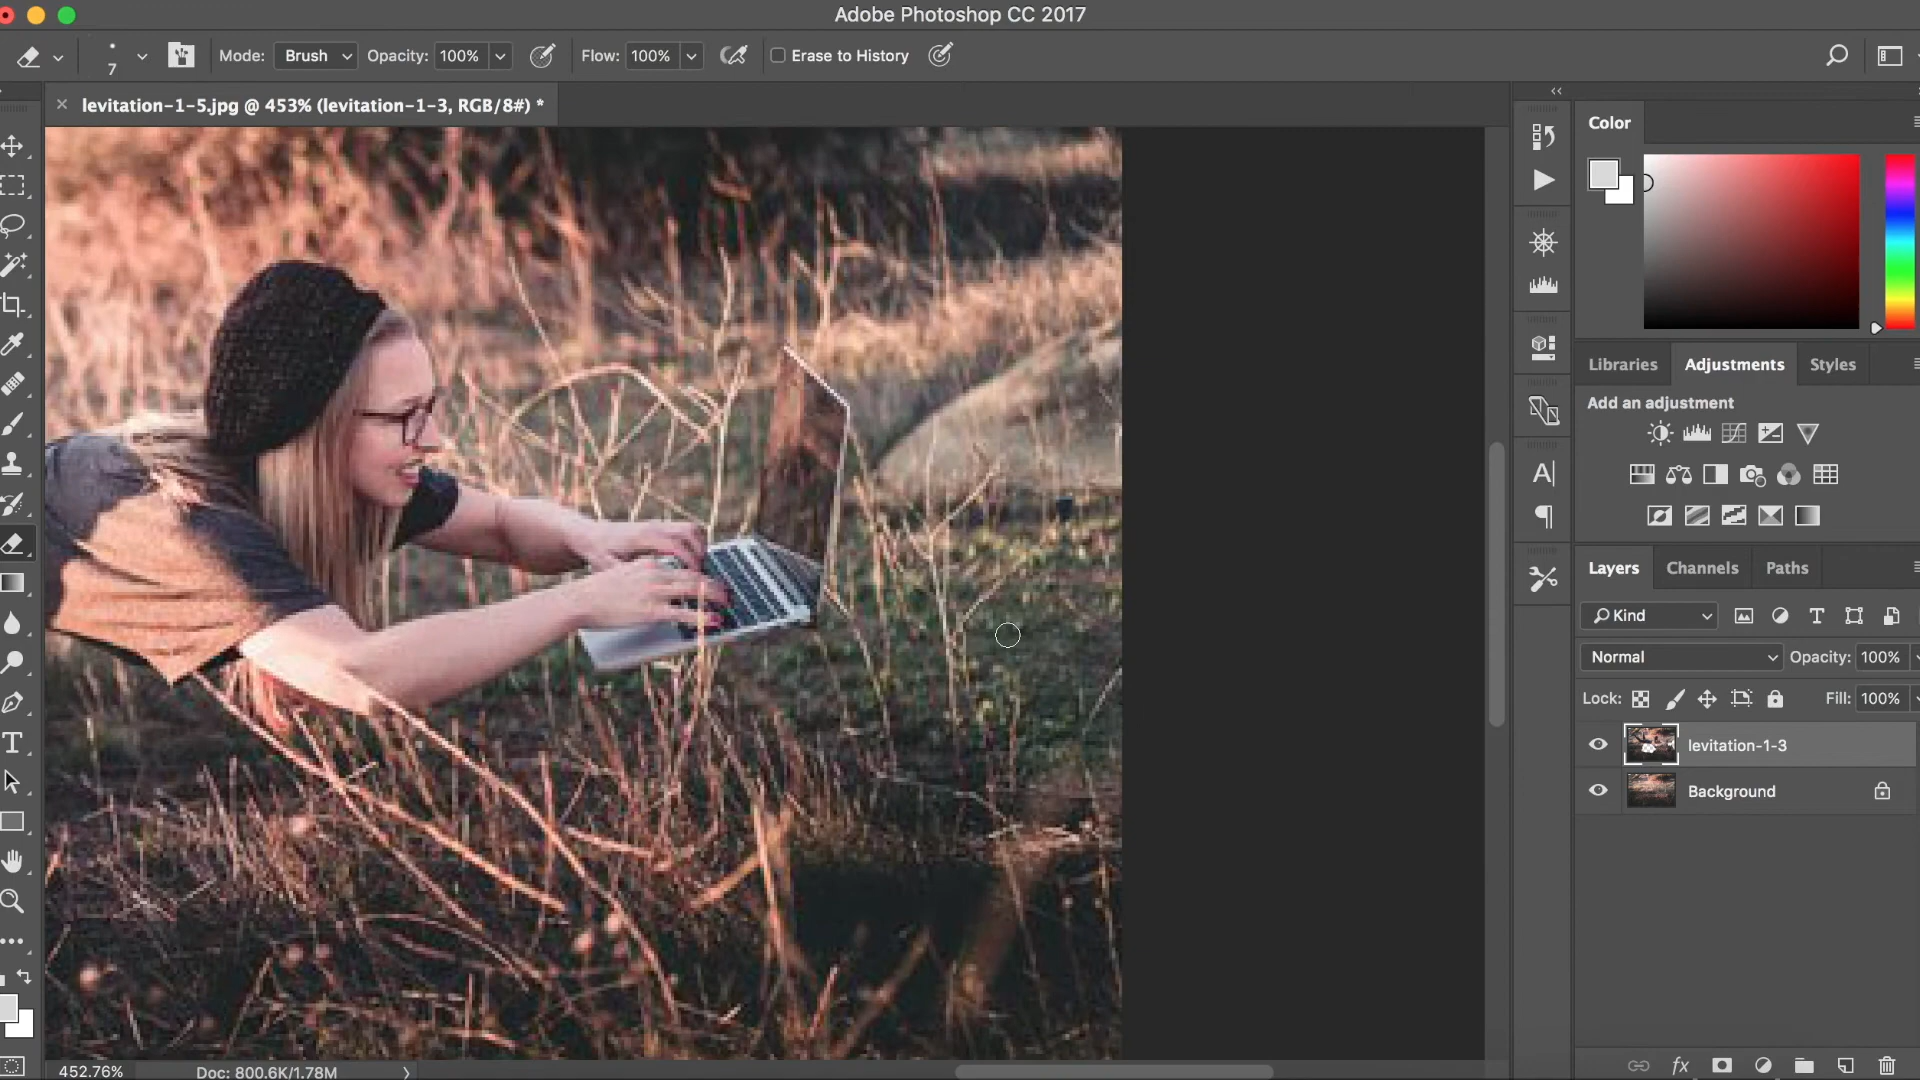 Adobe Photoshop CC 2017
7
Mode: Brush Opacity: 100% Flow: 100% Erase to History
levitation-1-5.jpg @ 453% (levitation-1-3, RGB/8#) *
Color
Libraries Adjustments Styles
Add an adjustment
Layers Channels Paths
Kind
Normal Opacity: 100%
Lock: Fill: 100%
levitation-1-3
Background
452.76% Doc: 800.6K/1.78M